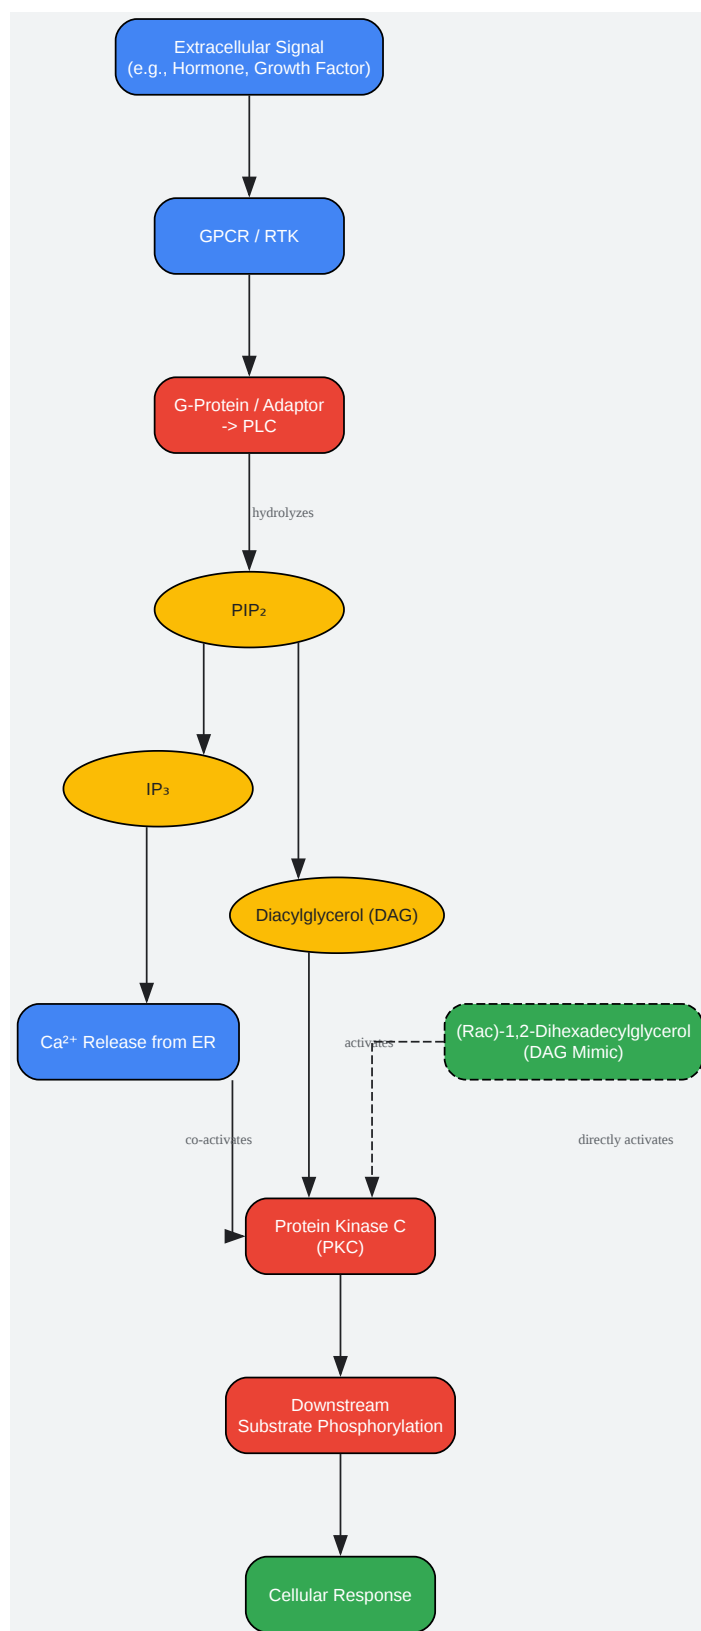 Extracellular Signal
(e.g., Hormone, Growth Factor)
GPCR / RTK
G-Protein / Adaptor
-> PLC
hydrolyzes
PIP₂
IP₃
Diacylglycerol (DAG)
Ca²⁺ Release from ER
activates
(Rac)-1,2-Dihexadecylglycerol
(DAG Mimic)
co-activates
directly activates
Protein Kinase C
(PKC)
Downstream
Substrate Phosphorylation
Cellular Response